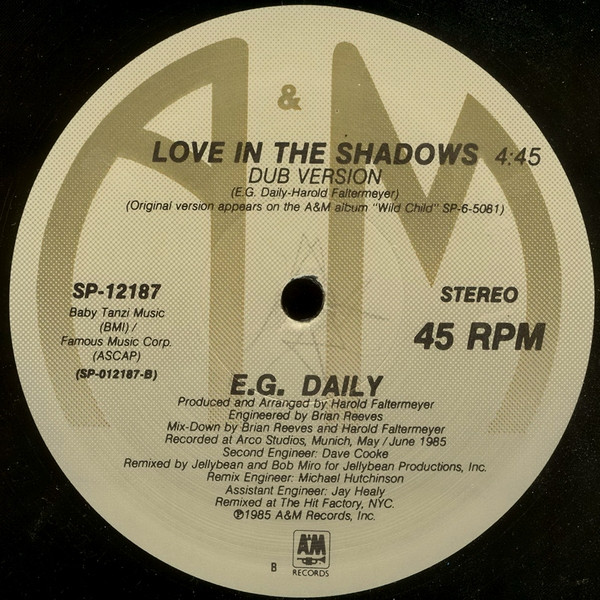 A & M
LOVE IN THE SHADOWS 4:45
DUB VERSION
(E.G. Daily-Harold Faltermeyer)
(Original version appears on the A&M album "Wild Child" SP-6-5081)
SP-12187
Baby Tanzi Music
(BMI) /
Famous Music Corp.
(ASCAP)
(SP-012187-B)
STEREO
45 RPM
E.G. DAILY
Produced and Arranged by Harold Faltermeyer
Engineered by Brian Reeves
Mix-Down by Brian Reeves and Harold Faltermeyer
Recorded at Arco Studios, Munich, May / June 1985
Second Engineer: Dave Cooke
Remixed by Jellybean and Bob Miro for Jellybean Productions, Inc.
Remix Engineer: Michael Hutchinson
Assistant Engineer: Jay Healy
Remixed at The Hit Factory, NYC.
℗1985 A&M Records, Inc.
B
A&M
RECORDS